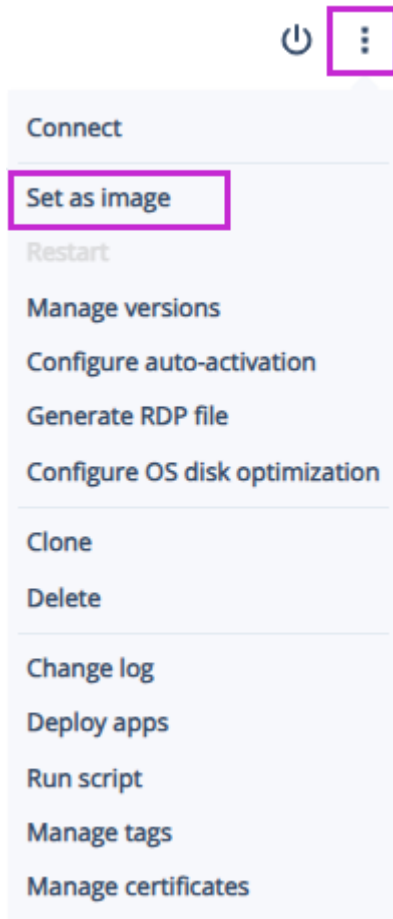 Connect
Set as image
Restart
Manage versions
Configure auto-activation
Generate RDP file
Configure OS disk optimization
Clone
Delete
Change log
Deploy apps
Run script
Manage tags
Manage certificates